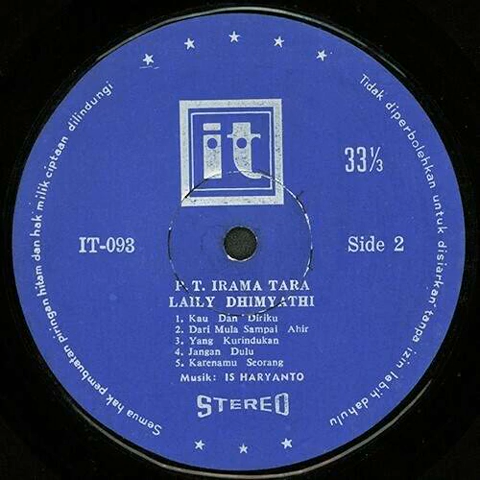 Semua hak pembuatan piringan hitam dan hak milik ciptaan dilindungi
Tidak diperbolehkan untuk disiarkan tanpa izin lebih dahulu
it
33⅓
IT-093
Side 2
P.T. IRAMA TARA
LAILY DHIMYATHI
1. Kau Dan Diriku
2. Dari Mula Sampai Ahir
3. Yang Kurindukan
4. Jangan Dulu
5. Karenamu Seorang
Musik: IS HARYANTO
STEREO